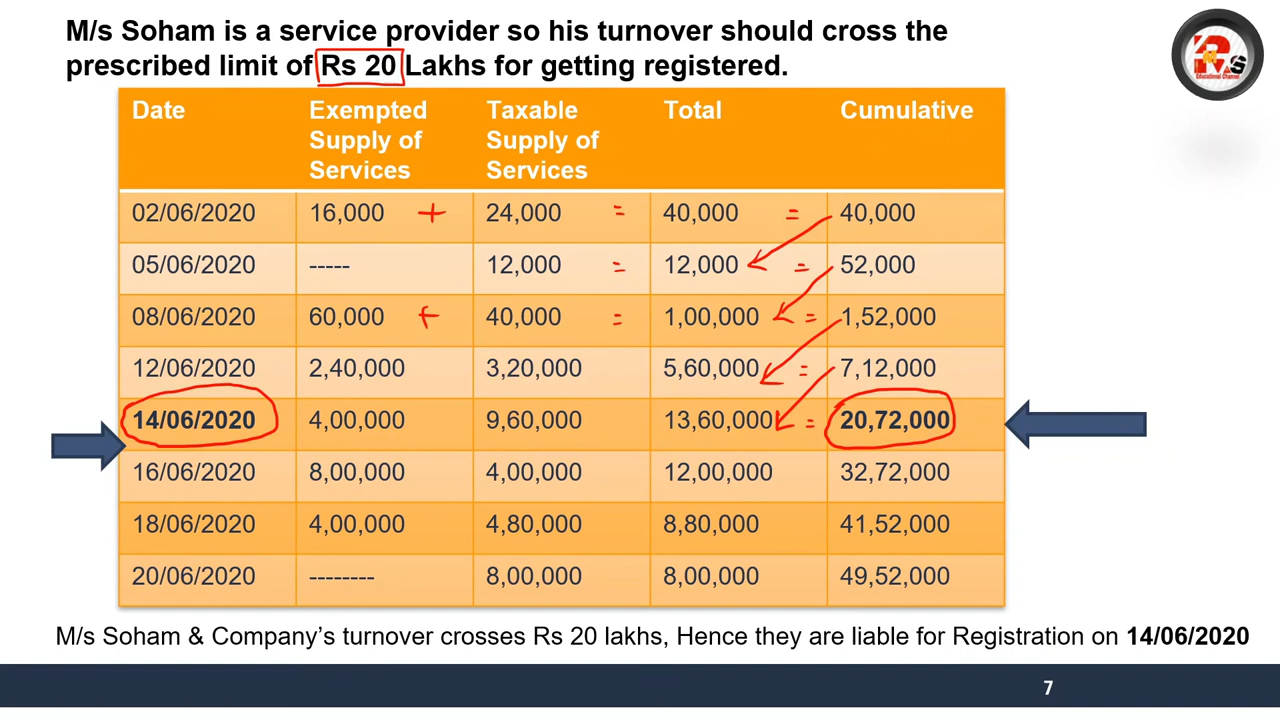 M/s Soham is a service provider so his turnover should cross the
prescribed limit of Rs 20 Lakhs for getting registered.
R s
Educational Channel
Date Exempted Supply of Services Taxable Supply of Services Total Cumulative
02/06/2020 16,000 + 24,000 = 40,000 = 40,000
05/06/2020 ----- 12,000 = 12,000 = 52,000
08/06/2020 60,000 + 40,000 = 1,00,000 = 1,52,000
12/06/2020 2,40,000 3,20,000 5,60,000 = 7,12,000
14/06/2020 4,00,000 9,60,000 13,60,000 = 20,72,000
16/06/2020 8,00,000 4,00,000 12,00,000 32,72,000
18/06/2020 4,00,000 4,80,000 8,80,000 41,52,000
20/06/2020 -------- 8,00,000 8,00,000 49,52,000
M/s Soham & Company's turnover crosses Rs 20 lakhs, Hence they are liable for Registration on 14/06/2020
7